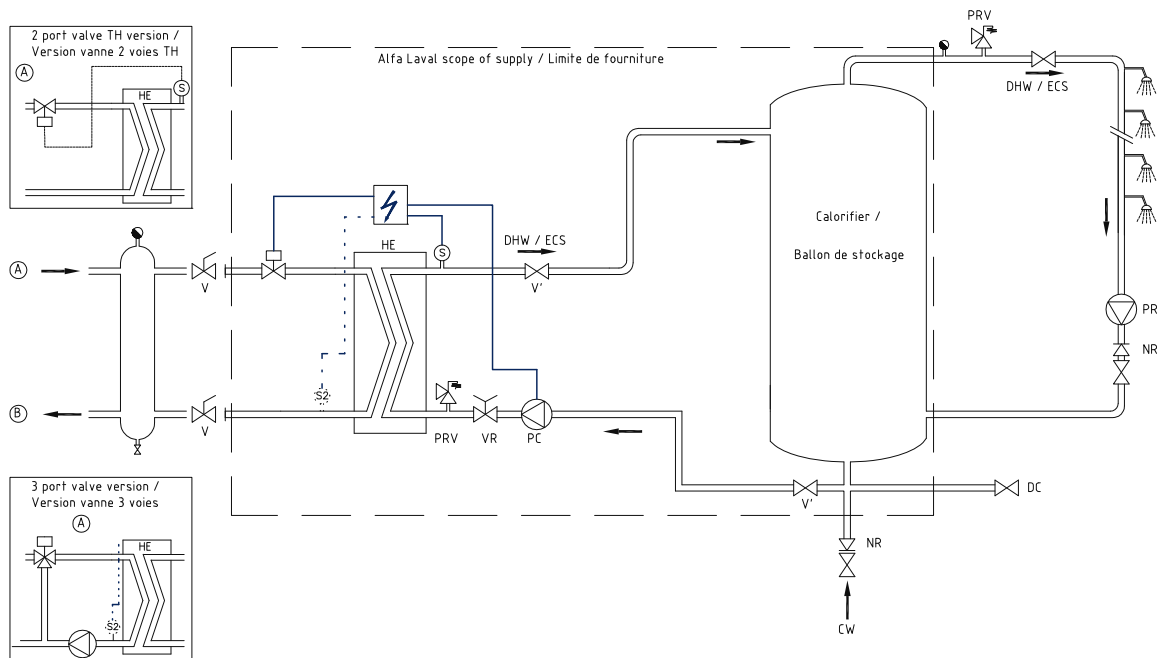 2 port valve TH version /
Version vanne 2 voies TH
A
S
HE
Alfa Laval scope of supply / Limite de fourniture
PRV
DHW / ECS
Calorifier /
Ballon de stockage
HE
S
DHW / ECS
V'
A
V
B
V
S2
PRV
VR
PC
PR
NR
V'
DC
NR
CW
3 port valve version /
Version vanne 3 voies
A
HE
S2